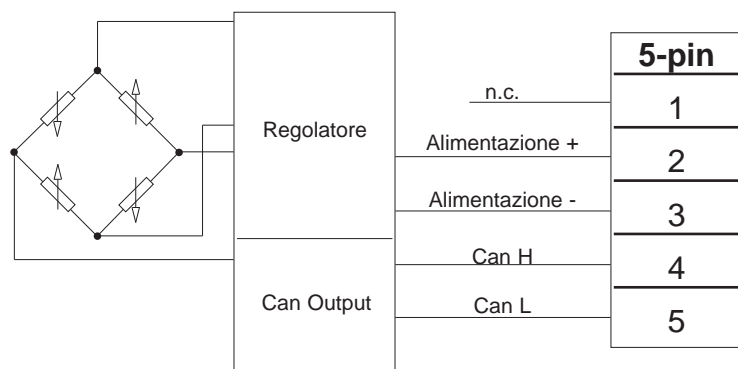 5-pin
n.c.
1
Regolatore
Alimentazione +
2
Alimentazione -
3
Can H
4
Can Output
Can L
5